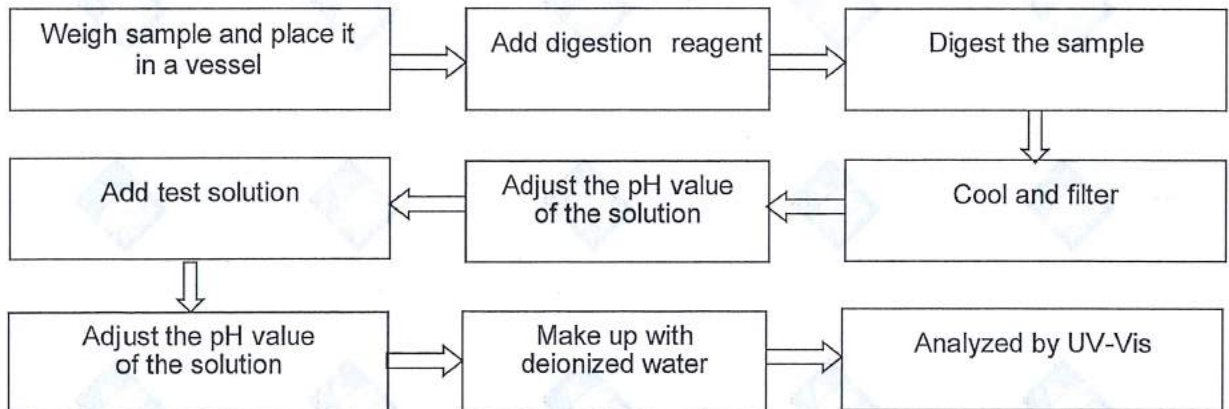 Weigh sample and place it
in a vessel
Add digestion reagent
Digest the sample
Cool and filter
Adjust the pH value
of the solution
Add test solution
Adjust the pH value
of the solution
Make up with
deionized water
Analyzed by UV-Vis